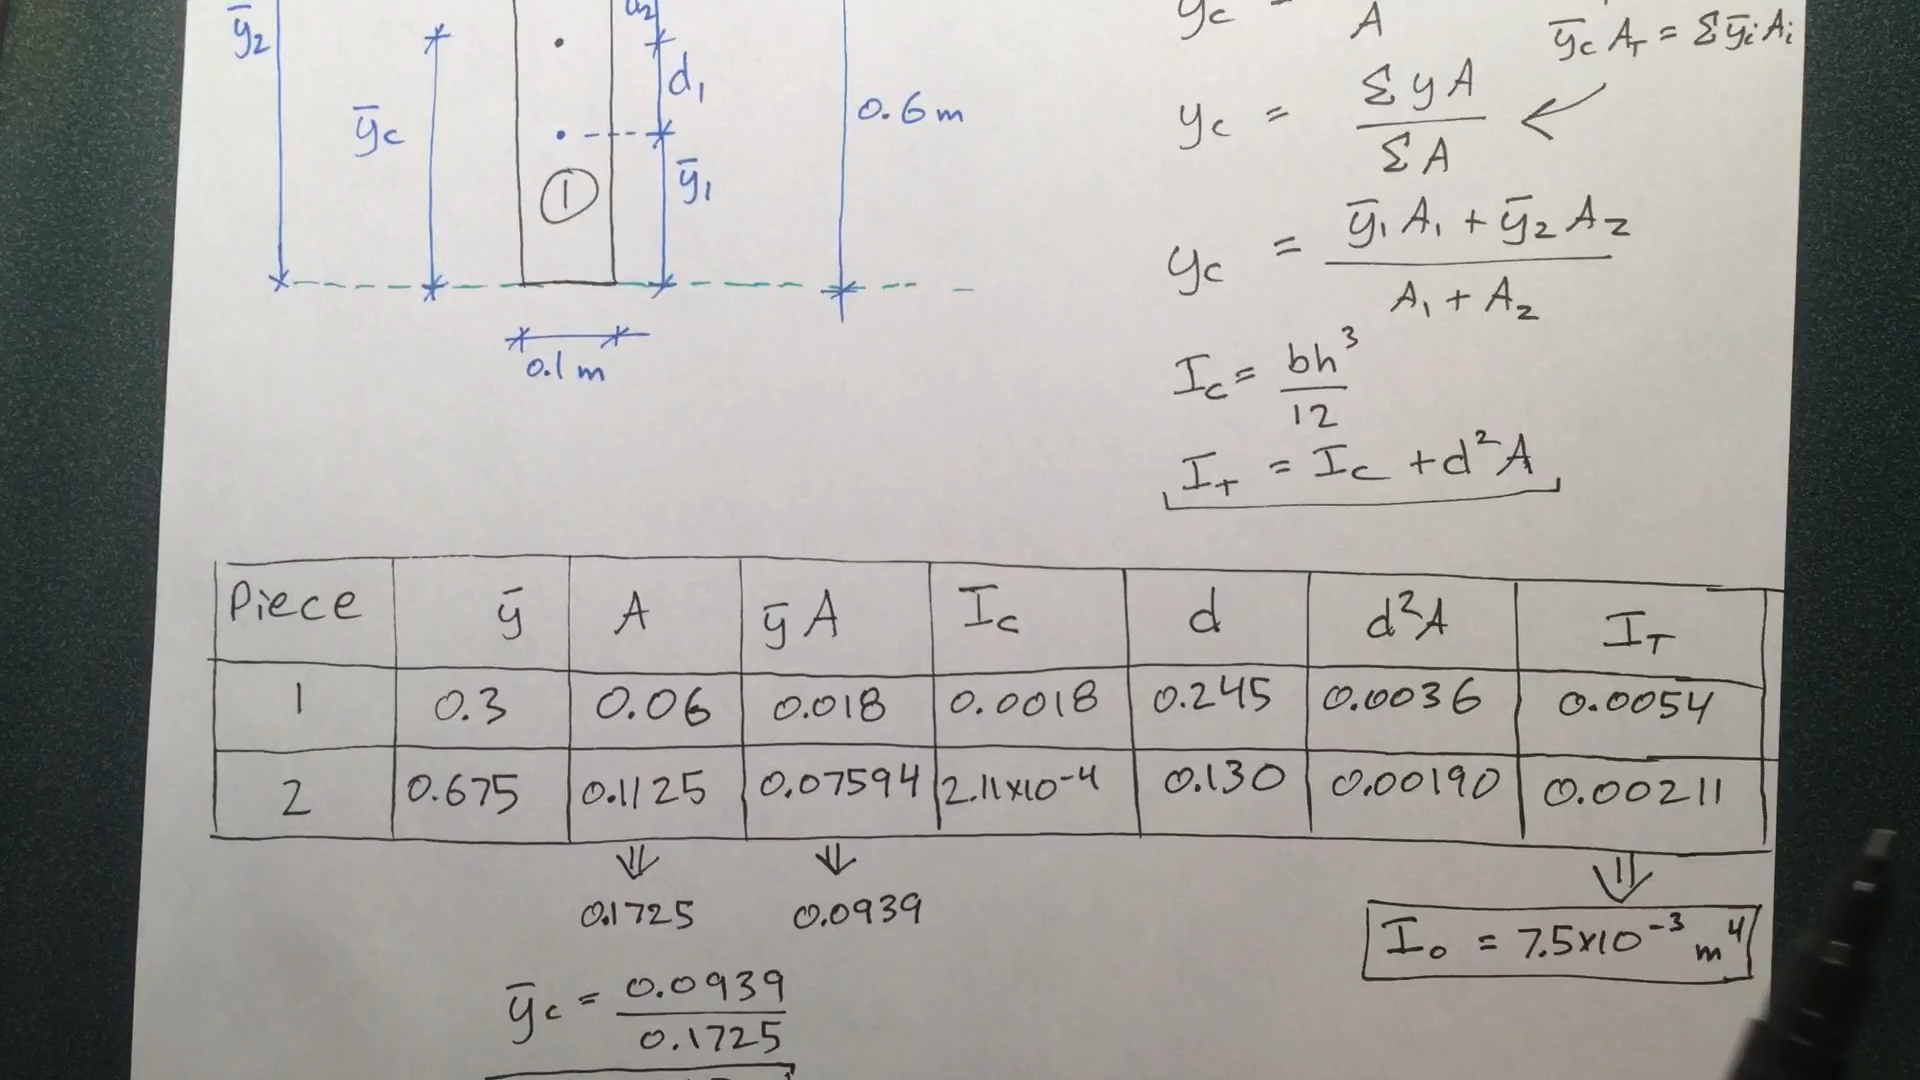 ȳ2
d2
ȳc
d1
0.6 m
ȳ1
1
0.1 m
yc =
A
ȳc AT = Σȳi Ai
yc = ΣyA / ΣA
yc = ȳ1 A1 + ȳ2 A2 / A1 + A2
Ic = bh³ / 12
IT = Ic + d²A
Piece ȳ A ȳA Ic d d²A IT
1 0.3 0.06 0.018 0.0018 0.245 0.0036 0.0054
2 0.675 0.1125 0.07594 2.11x10⁻⁴ 0.130 0.00190 0.00211
0.1725 0.0939
Io = 7.5x10⁻³ m⁴
ȳc = 0.0939 / 0.1725